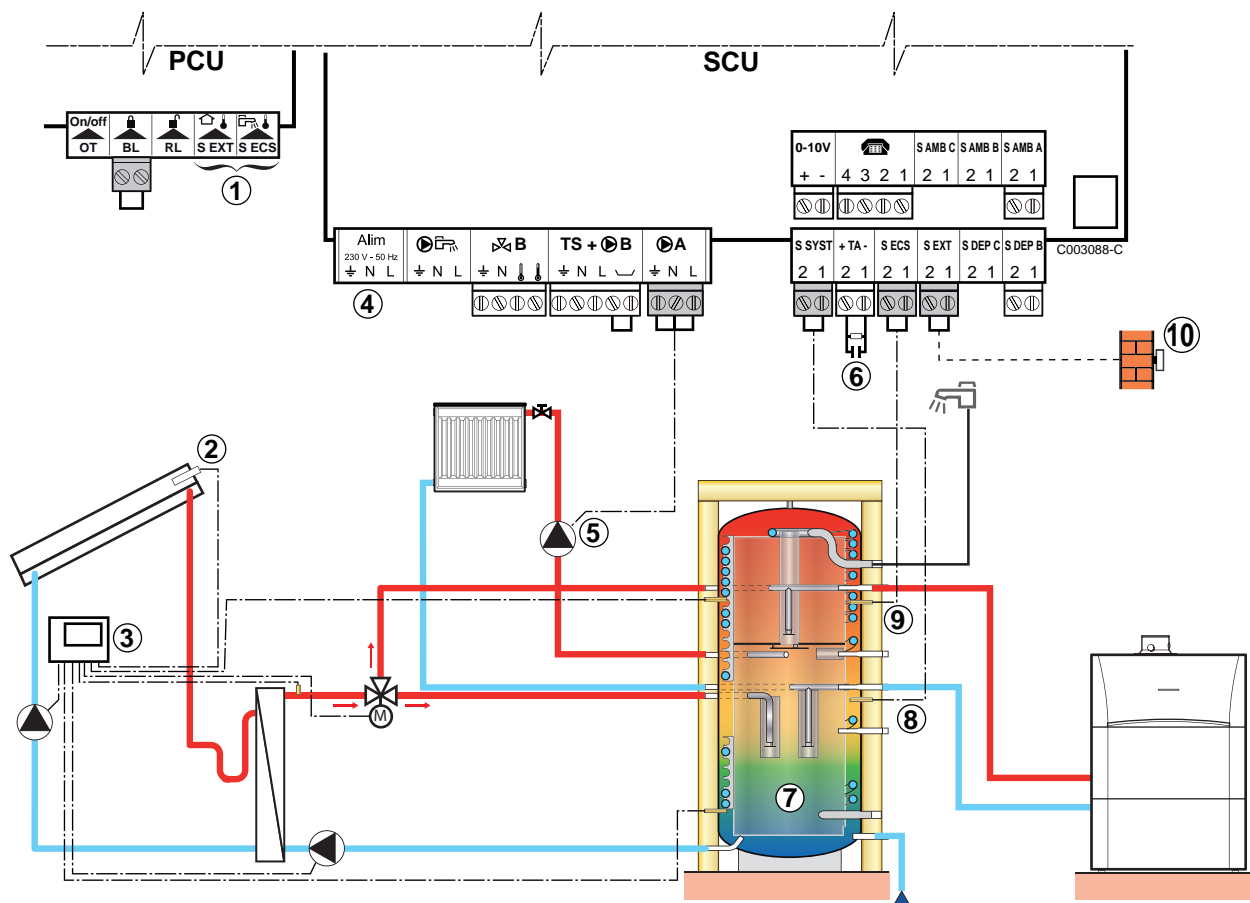 PCU
SCU
On/off
OT BL RL S EXT S ECS
1
0-10V S AMB C S AMB B S AMB A
+ - 4 3 2 1 2 1 2 1 2 1
Alim B TS + B A
230 V - 50 Hz
N L N L N N L N L
4
S SYST + TA - S ECS S EXT S DEP C S DEP B
2 1 2 1 2 1 2 1 2 1 2 1
C003088-C
6
10
2
5
3
9
M
8
7